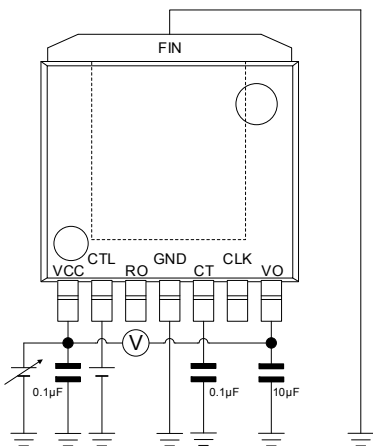 FIN
VCC CTL RO GND CT CLK VO
V
0.1μF 0.1μF 10μF